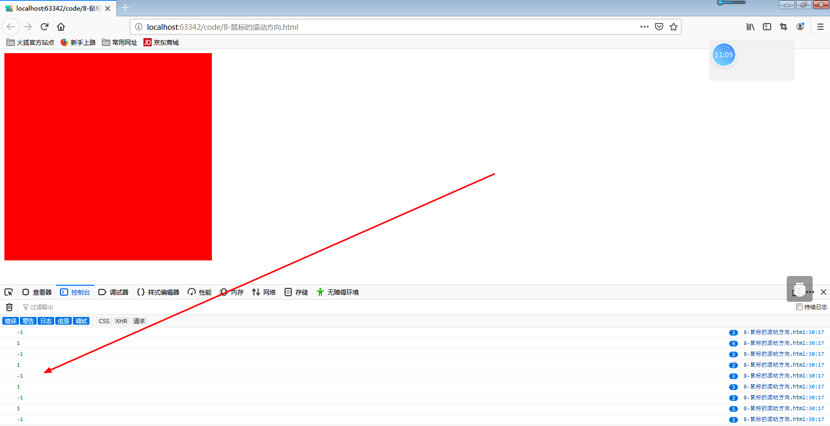 localhost:63342/code/8-鼠标
localhost:63342/code/8-鼠标的滚动方向.html
火狐官方站点 新手上路 常用网址 JD 京东商城
11:09
查看器 控制台 调试器 样式编辑器 性能 内存 网络 存储 无障碍环境
过滤输出 持续日志
错误 警告 日志 信息 调试 CSS XHR 请求
-1 3 8-鼠标的滚动方向.html:30:17
1 4 8-鼠标的滚动方向.html:30:17
-1 3 8-鼠标的滚动方向.html:30:17
1 2 8-鼠标的滚动方向.html:30:17
-1 3 8-鼠标的滚动方向.html:30:17
1 3 8-鼠标的滚动方向.html:30:17
-1 3 8-鼠标的滚动方向.html:30:17
1 5 8-鼠标的滚动方向.html:30:17
-1 3 8-鼠标的滚动方向.html:30:17